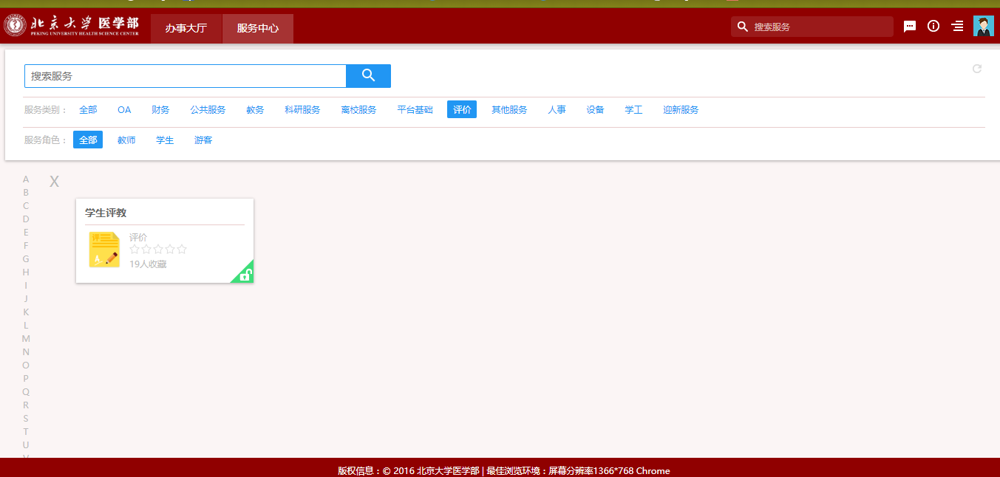 北京大学 医学部
PEKING UNIVERSITY HEALTH SCIENCE CENTER
办事大厅 服务中心 搜索服务
搜索服务
服务类别： 全部 OA 财务 公共服务 教务 科研服务 离校服务 平台基础 评价 其他服务 人事 设备 学工 迎新服务
服务角色： 全部 教师 学生 游客
A
B
C
D
E
F
G
H
I
J
K
L
M
N
O
P
Q
R
S
T
U
V
X
学生评教
评价
19人收藏
版权信息：© 2016 北京大学医学部 | 最佳浏览环境：屏幕分辨率1366*768 Chrome